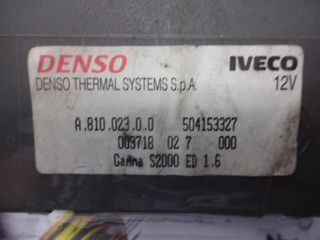 DENSO IVECO
DENSO THERMAL SYSTEMS S.p.A. 12V
A.810.023.0.0 504153327
003718 02 7 000
Gamma S2000 ED 1.6